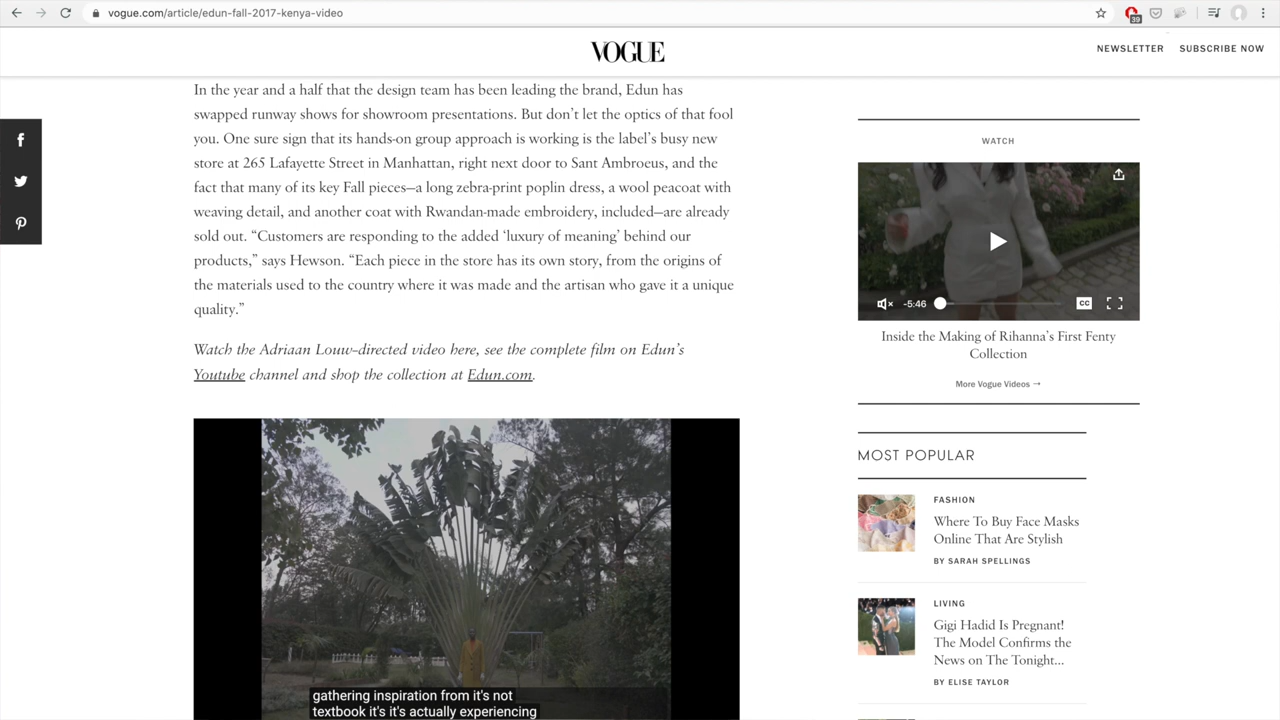 vogue.com/article/edun-fall-2017-kenya-video
39
VOGUE
NEWSLETTER
SUBSCRIBE NOW
In the year and a half that the design team has been leading the brand, Edun has
swapped runway shows for showroom presentations. But don’t let the optics of that fool
you. One sure sign that its hands-on group approach is working is the label’s busy new
store at 265 Lafayette Street in Manhattan, right next door to Sant Ambroeus, and the
fact that many of its key Fall pieces—a long zebra-print poplin dress, a wool peacoat with
weaving detail, and another coat with Rwandan-made embroidery, included—are already
sold out. “Customers are responding to the added ‘luxury of meaning’ behind our
products,” says Hewson. “Each piece in the store has its own story, from the origins of
the materials used to the country where it was made and the artisan who gave it a unique
quality.”
Watch the Adriaan Louw–directed video here, see the complete film on Edun’s
Youtube channel and shop the collection at Edun.com.
gathering inspiration from it's not
textbook it's it's actually experiencing
WATCH
-5:46
CC
Inside the Making of Rihanna’s First Fenty
Collection
More Vogue Videos →
MOST POPULAR
FASHION
Where To Buy Face Masks
Online That Are Stylish
BY SARAH SPELLINGS
LIVING
Gigi Hadid Is Pregnant!
The Model Confirms the
News on The Tonight...
BY ELISE TAYLOR